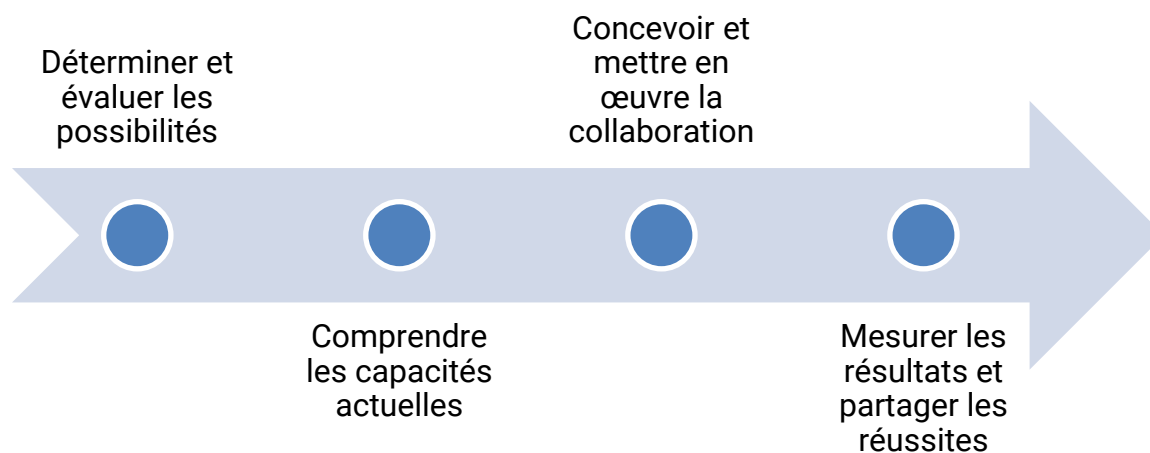 Déterminer et
évaluer les
possibilités
Comprendre
les capacités
actuelles
Concevoir et
mettre en
œuvre la
collaboration
Mesurer les
résultats et
partager les
réussites